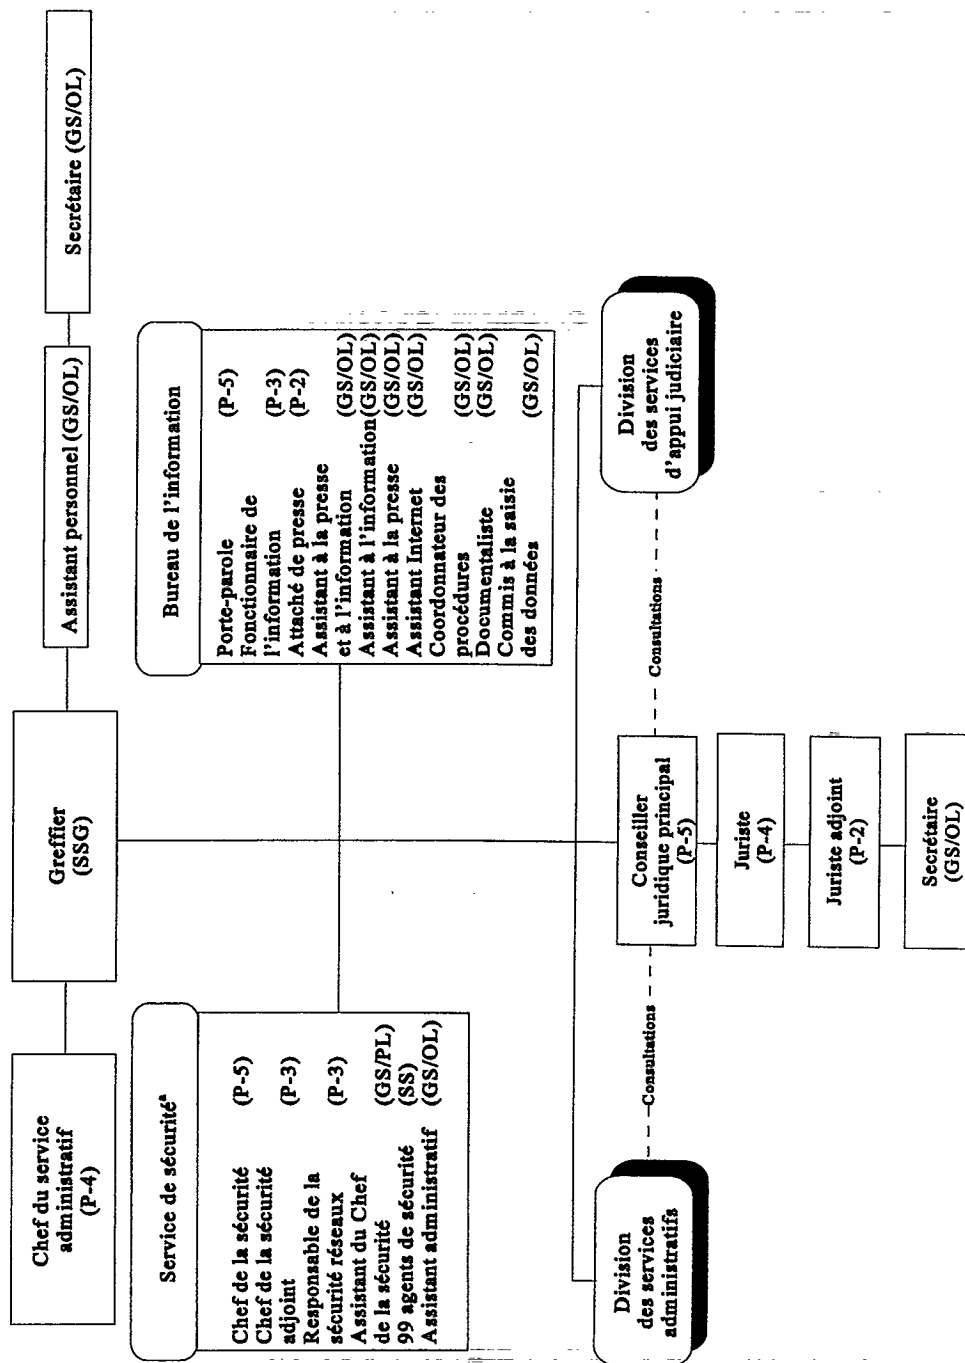 Chef du service
administratif
(P-4)
Greffier
(SSG)
Assistant personnel (GS/OL)
Secrétaire (GS/OL)
Service de sécuritéª
Chef de la sécurité (P-5)
Chef de la sécurité
adjoint (P-3)
Responsable de la
sécurité réseaux (P-3)
Assistant du Chef
de la sécurité (GS/PL)
99 agents de sécurité (SS)
Assistant administratif (GS/OL)
Bureau de l'information
Porte-parole (P-5)
Fonctionnaire de
l'information (P-3)
Attaché de presse (P-2)
Assistant à la presse
et à l'information (GS/OL)
Assistant à l'information (GS/OL)
Assistant à la presse (GS/OL)
Assistant Internet (GS/OL)
Coordonnateur des
procédures (GS/OL)
Documentaliste (GS/OL)
Commis à la saisie
des données (GS/OL)
Division
des services
administratifs
Consultations
Conseiller
juridique principal
(P-5)
Consultations
Division
des services
d'appui judiciaire
Juriste
(P-4)
Juriste adjoint
(P-2)
Secrétaire
(GS/OL)